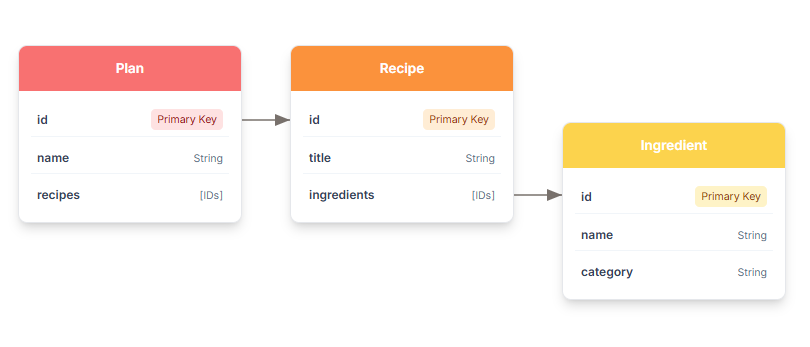 Plan
id Primary Key
name String
recipes [IDs]
Recipe
id Primary Key
title String
ingredients [IDs]
Ingredient
id Primary Key
name String
category String